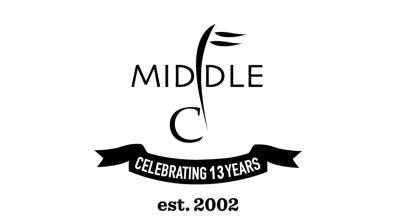 MIDDLE
C
CELEBRATING 13 YEARS
est. 2002